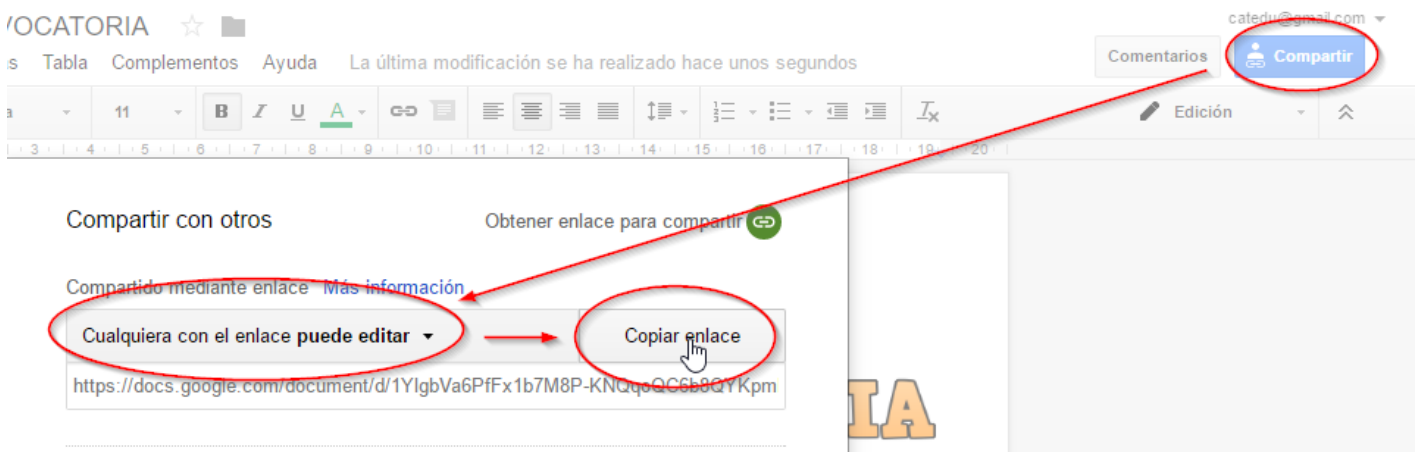 VOCATORIA
catedu@gmail.com
Tabla Complementos Ayuda La última modificación se ha realizado hace unos segundos
Comentarios Compartir
11 B I U A Edición
3 4 5 6 7 8 9 10 11 12 13 14 15 16 17 18 19 20
Compartir con otros Obtener enlace para compartir
Compartido mediante enlace Más información
Cualquiera con el enlace puede editar Copiar enlace
https://docs.google.com/document/d/1YIgbVa6PfFx1b7M8P-KNQqoQC6b8QYKpm
IA